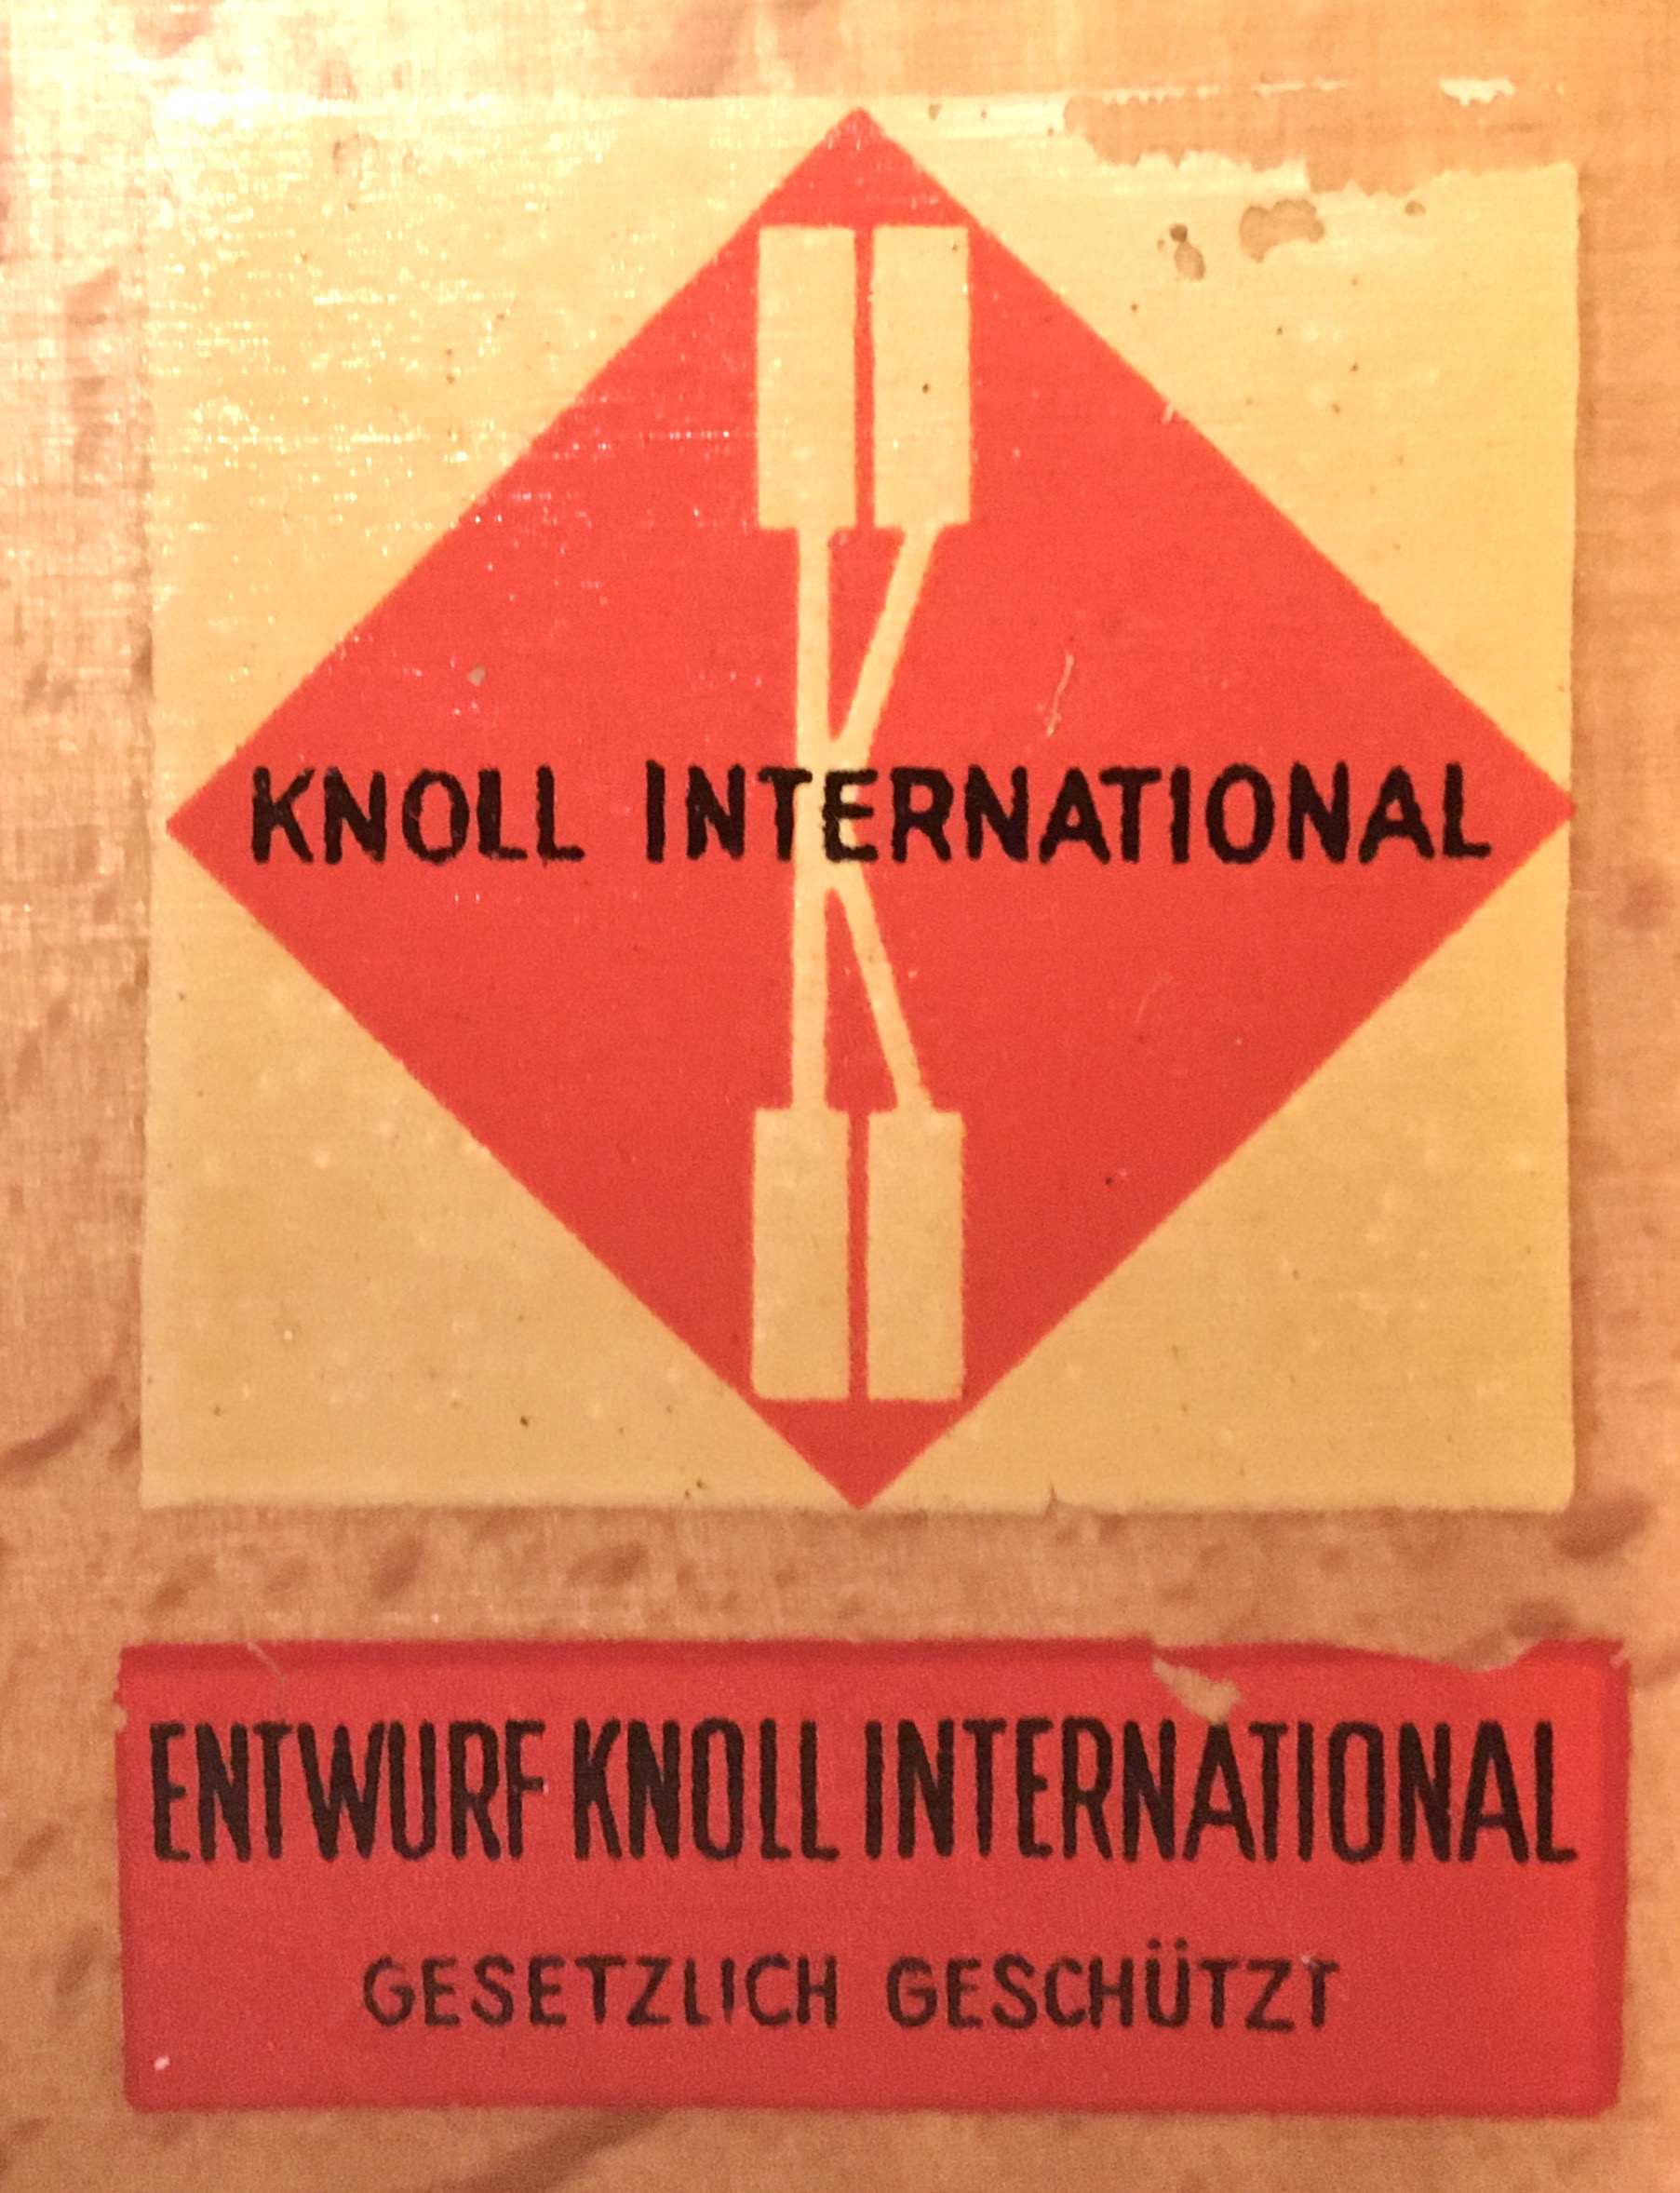 KNOLL INTERNATIONAL
ENTWURF KNOLL INTERNATIONAL
GESETZLICH GESCHÜTZT